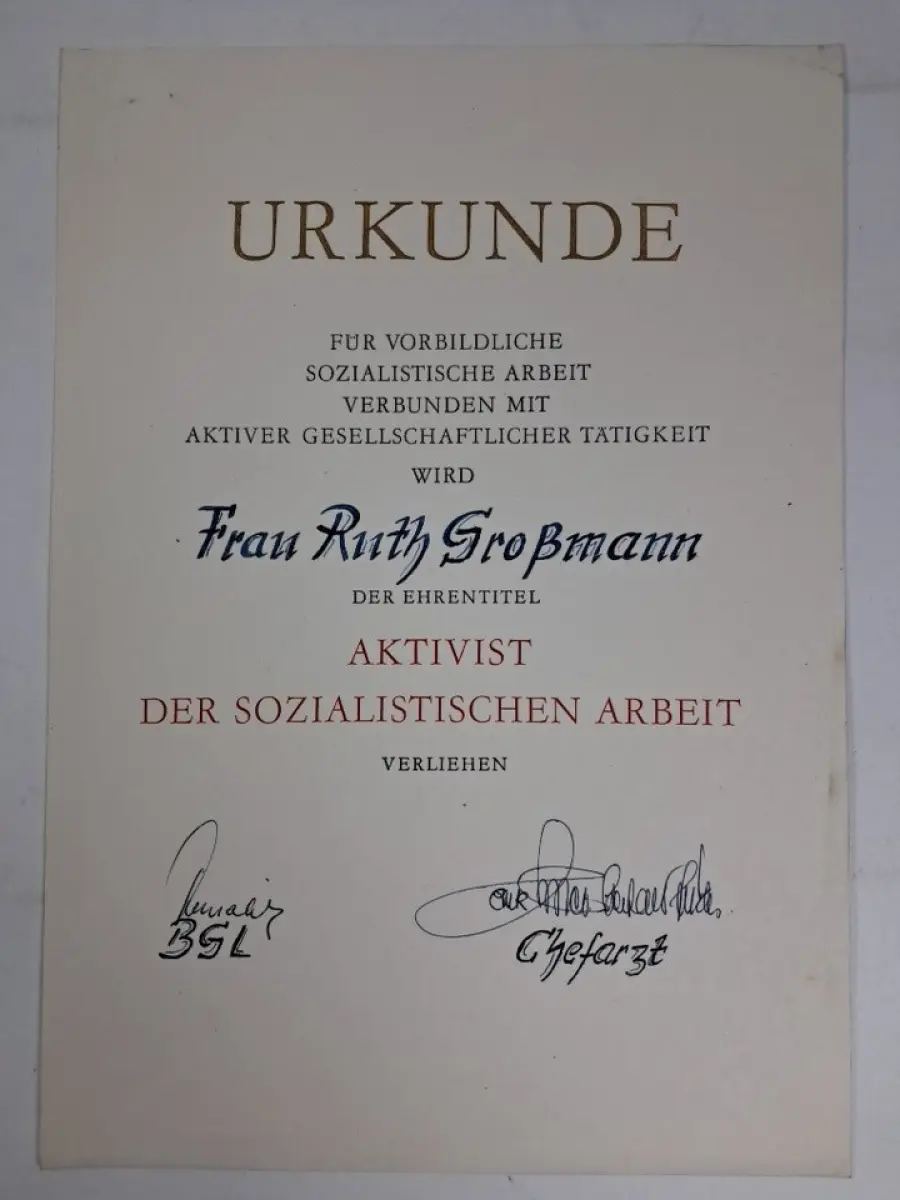 URKUNDE
FÜR VORBILDLICHE
SOZIALISTISCHE ARBEIT
VERBUNDEN MIT
AKTIVER GESELLSCHAFTLICHER TÄTIGKEIT
WIRD
Frau Ruth Großmann
DER EHRENTITEL
AKTIVIST
DER SOZIALISTISCHEN ARBEIT
VERLIEHEN
BGL
Chefarzt